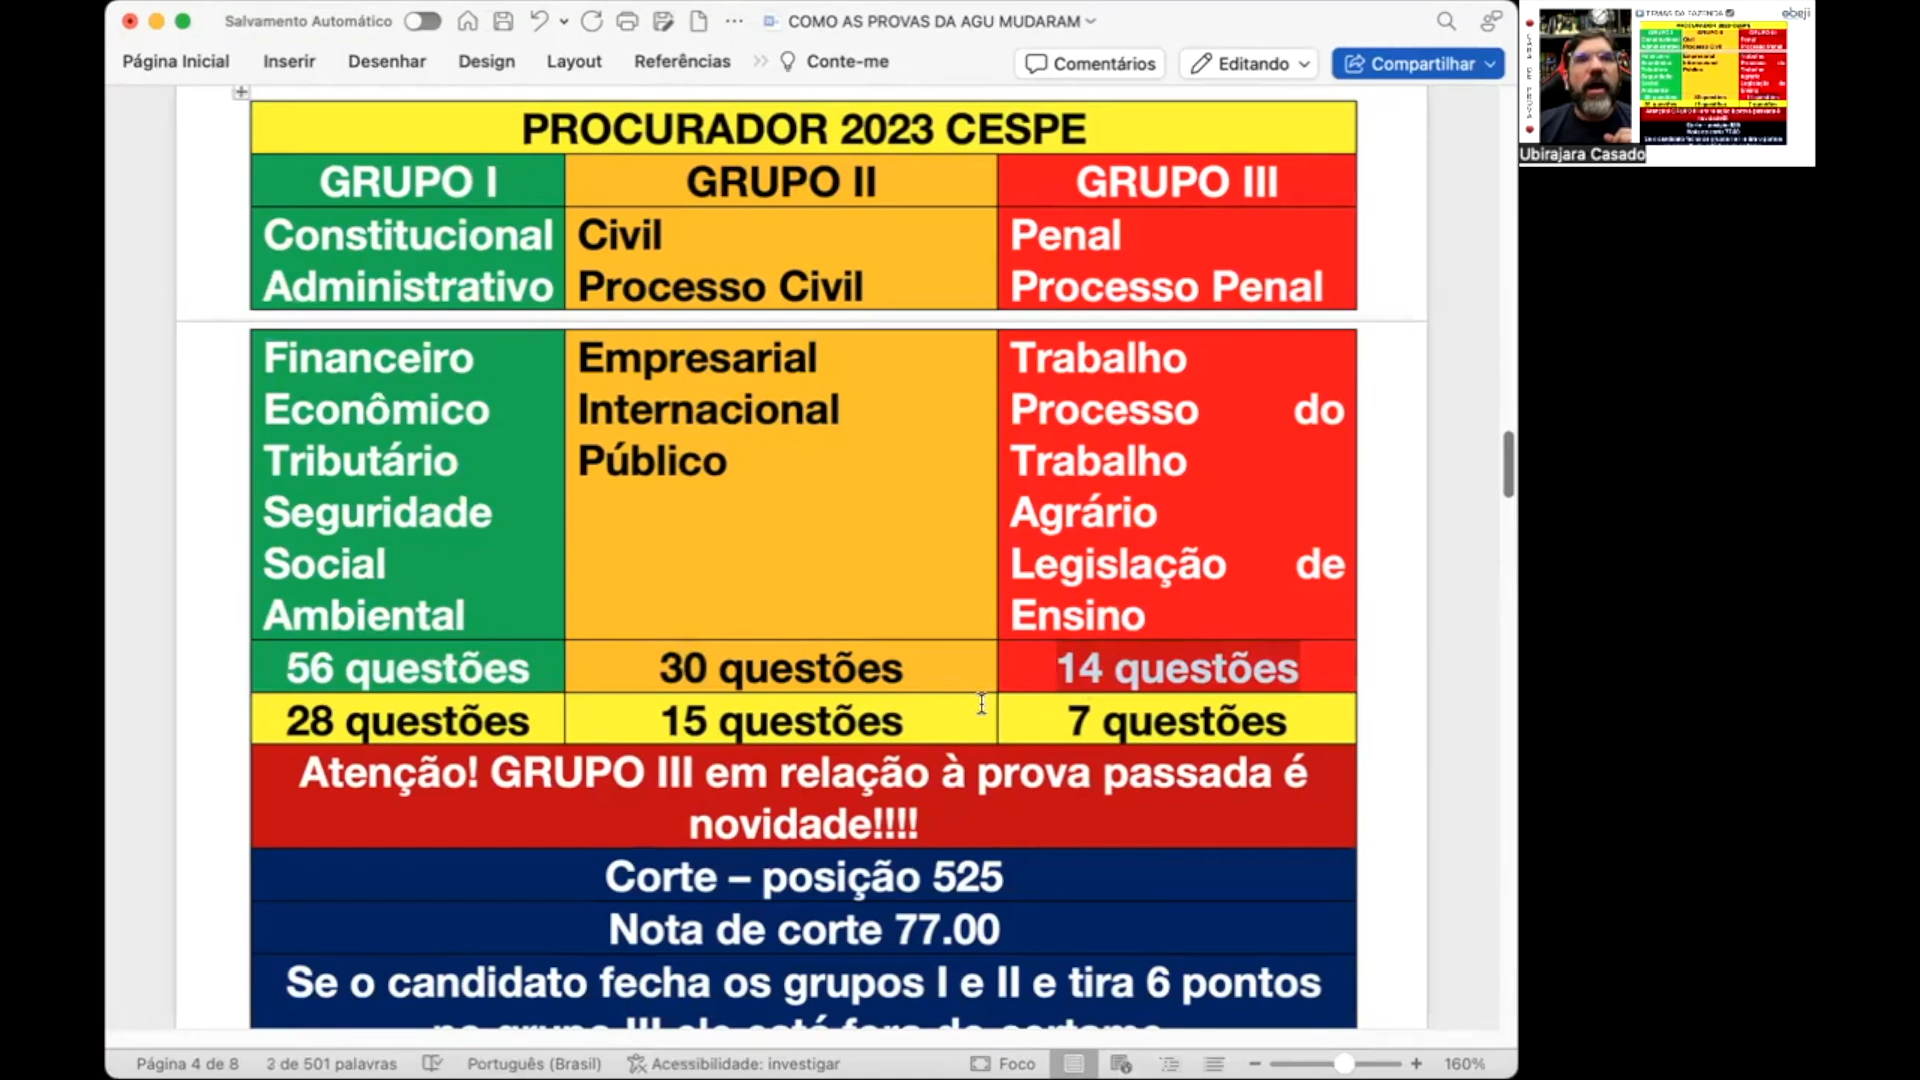 Salvamento Automático
COMO AS PROVAS DA AGU MUDARAM
Página Inicial Inserir Desenhar Design Layout Referências Conte-me
Comentários Editando Compartilhar
PROCURADOR 2023 CESPE
GRUPO I GRUPO II GRUPO III
Constitucional Civil Penal
Administrativo Processo Civil Processo Penal
Financeiro Empresarial Trabalho
Econômico Internacional Processo do
Tributário Público Trabalho
Seguridade Agrário
Social Legislação de
Ambiental Ensino
56 questões 30 questões 14 questões
28 questões 15 questões 7 questões
Atenção! GRUPO III em relação à prova passada é
novidade!!!!
Corte – posição 525
Nota de corte 77.00
Se o candidato fecha os grupos I e II e tira 6 pontos
Página 4 de 8 2 de 501 palavras Português (Brasil) Acessibilidade: investigar Foco 160%
Ubirajara Casado
ebeji